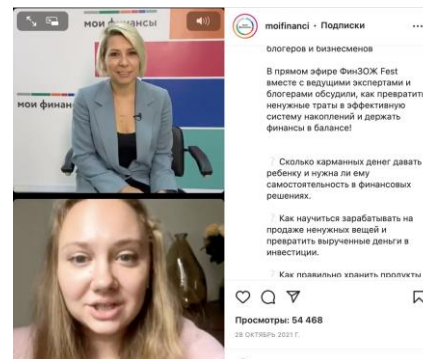 мои финансы
мои финан
moifinanci • Подписки
...
блогеров и бизнесменов
В прямом эфире ФинЗОЖ Fest
вместе с ведущими экспертами и
блогерами обсудили, как превратить
ненужные траты в эффективную
систему накоплений и держать
финансы в балансе!
❔ Сколько карманных денег давать
ребенку и нужна ли ему
самостоятельность в финансовых
решениях.
❔ Как научиться зарабатывать на
продаже ненужных вещей и
превратить вырученные деньги в
инвестиции.
❔ Как правильно хранить продукты
Просмотры: 54 468
28 ОКТЯБРЬ 2021 Г.